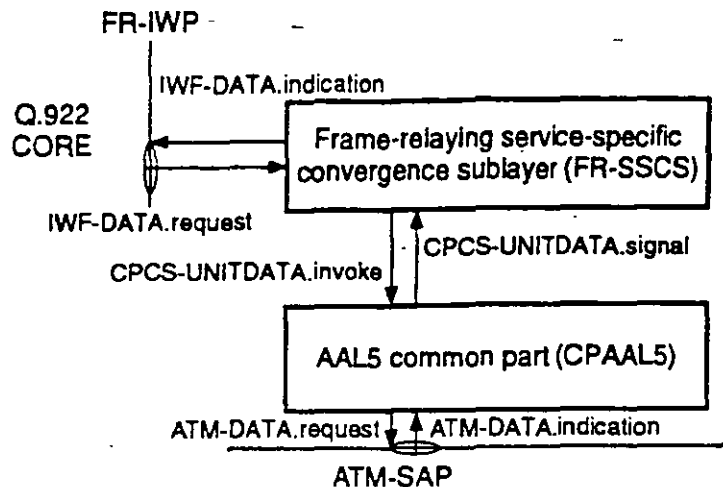 FR-IWP
IWF-DATA.indication
Q.922
CORE
Frame-relaying service-specific
convergence sublayer (FR-SSCS)
IWF-DATA.request
CPCS-UNITDATA.signal
CPCS-UNITDATA.invoke
AAL5 common part (CPAAL5)
ATM-DATA.request
ATM-DATA.indication
ATM-SAP